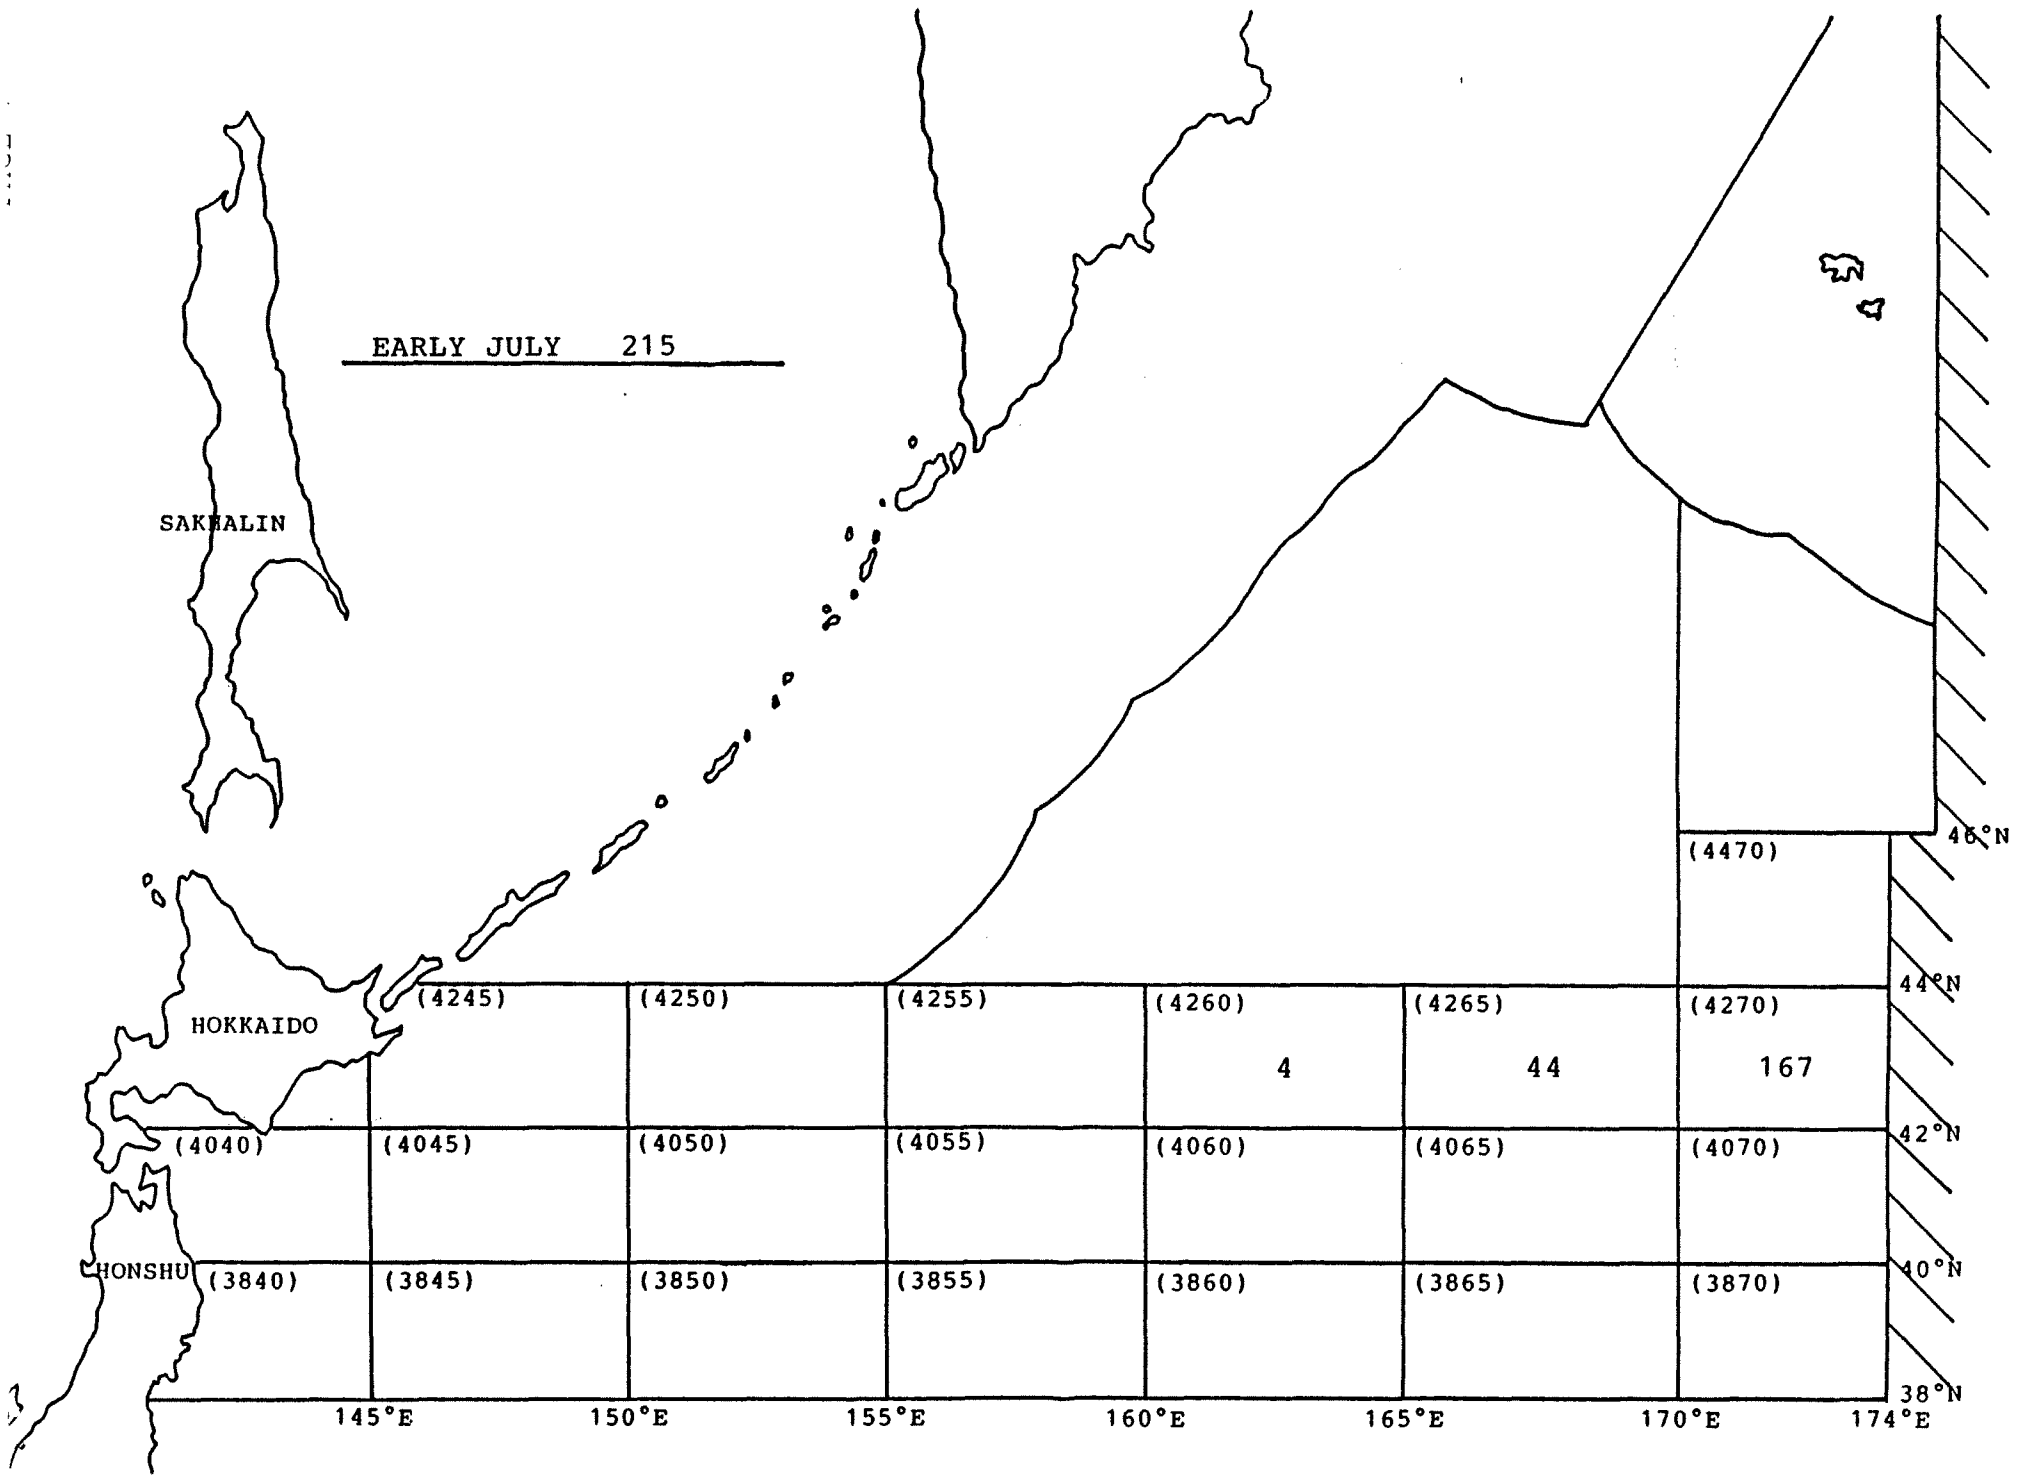 EARLY JULY 215
SAKHALIN
46°N
(4470)
44°N
(4245) (4250) (4255) (4260) (4265) (4270)
HOKKAIDO
4 44 167
42°N
(4040) (4045) (4050) (4055) (4060) (4065) (4070)
40°N
HONSHU (3840) (3845) (3850) (3855) (3860) (3865) (3870)
38°N
145°E 150°E 155°E 160°E 165°E 170°E 174°E